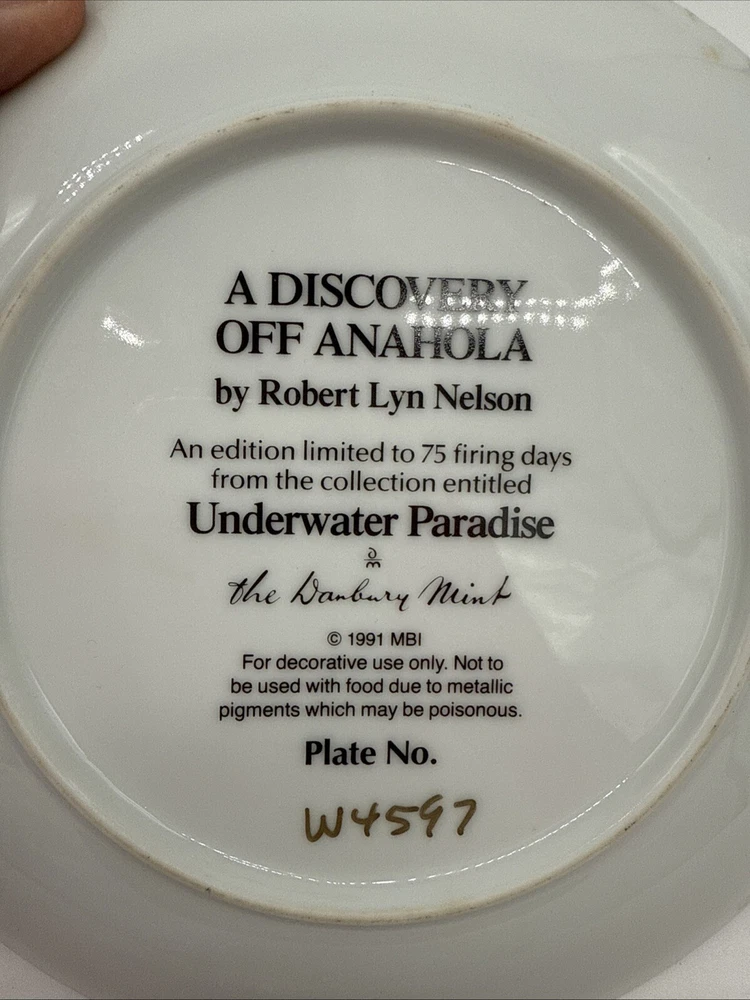 A DISCOVERY
OFF ANAHOLA
by Robert Lyn Nelson
An edition limited to 75 firing days
from the collection entitled
Underwater Paradise
the Danbury Mint
© 1991 MBI
For decorative use only. Not to
be used with food due to metallic
pigments which may be poisonous.
Plate No.
W4597